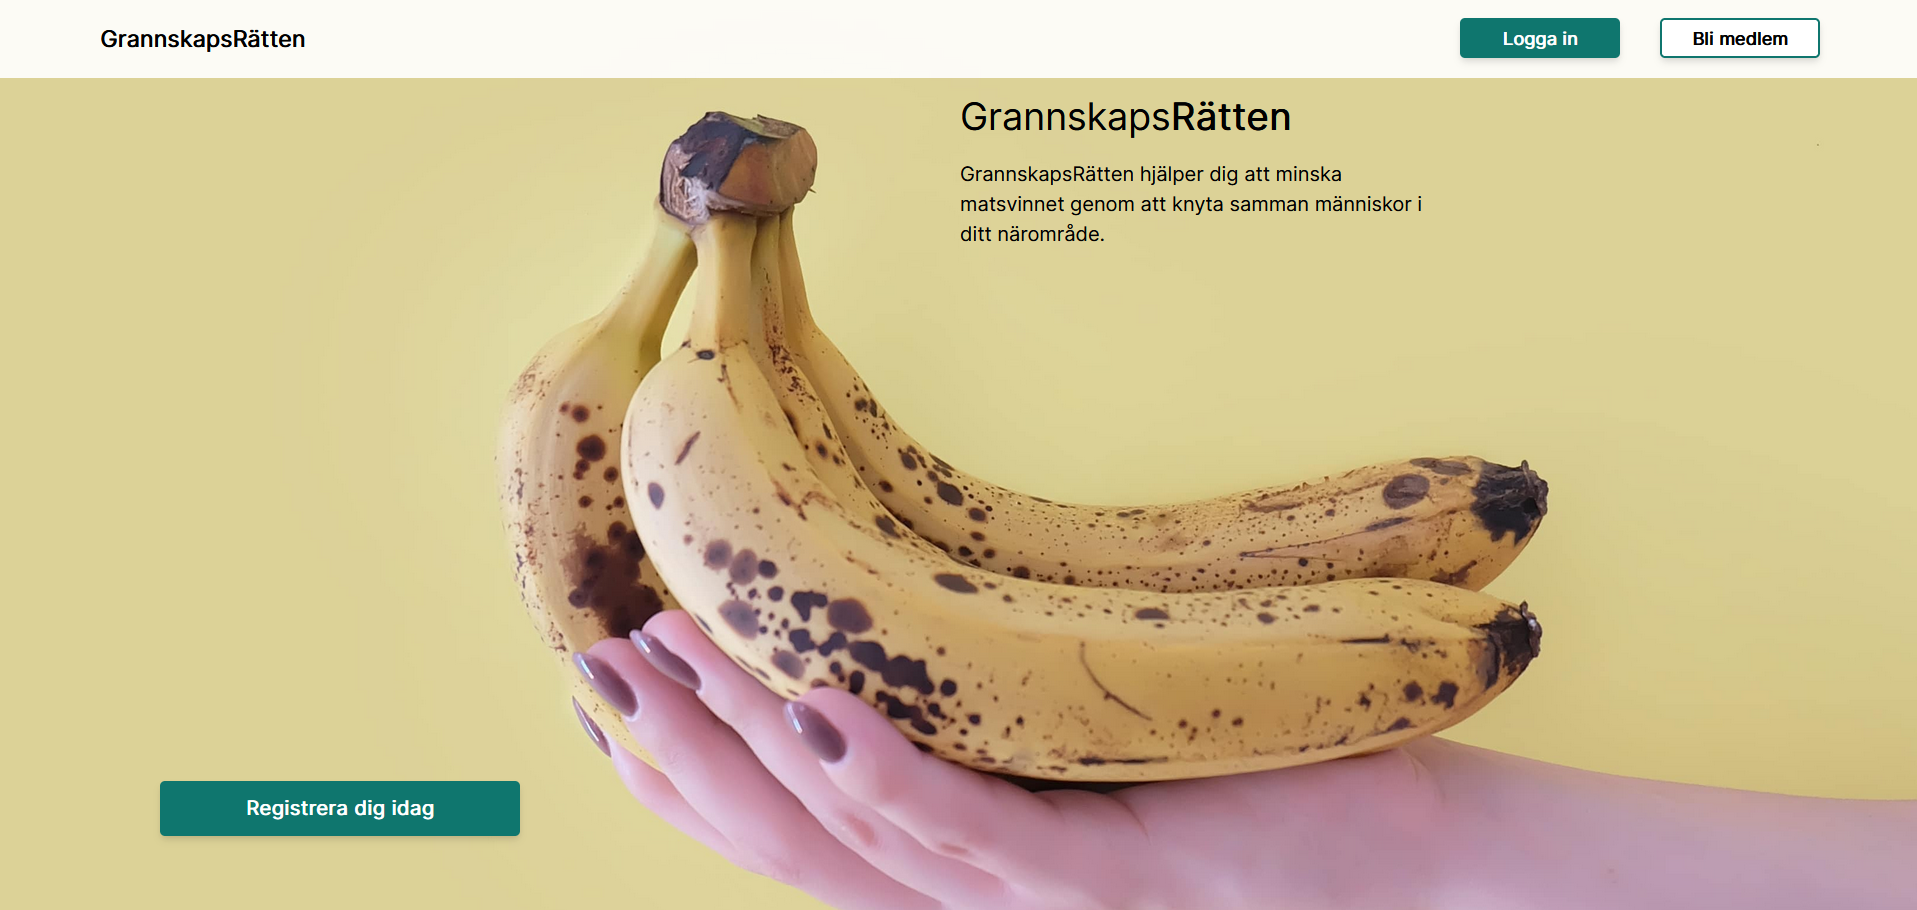 GrannskapsRätten
Logga in
Bli medlem
GrannskapsRätten
GrannskapsRätten hjälper dig att minska
matsvinnet genom att knyta samman människor i
ditt närområde.
Registrera dig idag